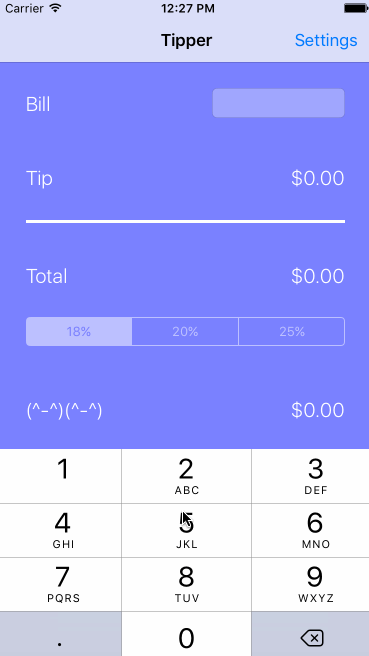 Carrier 12:27 PM
Tipper Settings
Bill
Tip $0.00
Total $0.00
18% 20% 25%
(^-^)(^-^) $0.00
1 2 3
ABC DEF
4 5 6
GHI JKL MNO
7 8 9
PQRS TUV WXYZ
. 0